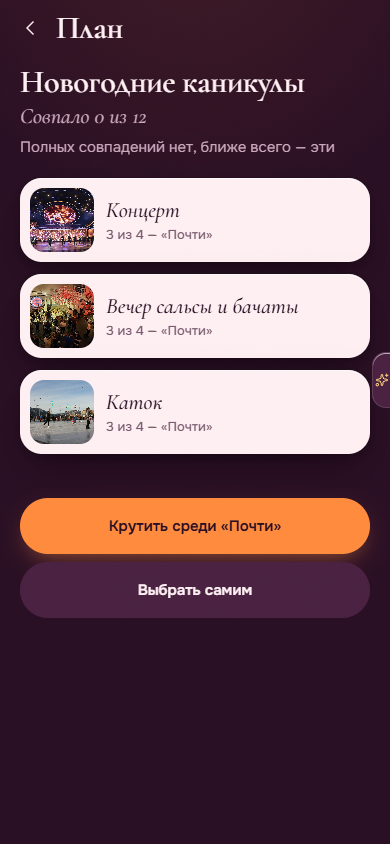 План
Новогодние каникулы
Совпало 0 из 12
Полных совпадений нет, ближе всего — эти
Концерт
3 из 4 — «Почти»
Вечер сальсы и бачаты
3 из 4 — «Почти»
Каток
3 из 4 — «Почти»
Крутить среди «Почти»
Выбрать самим